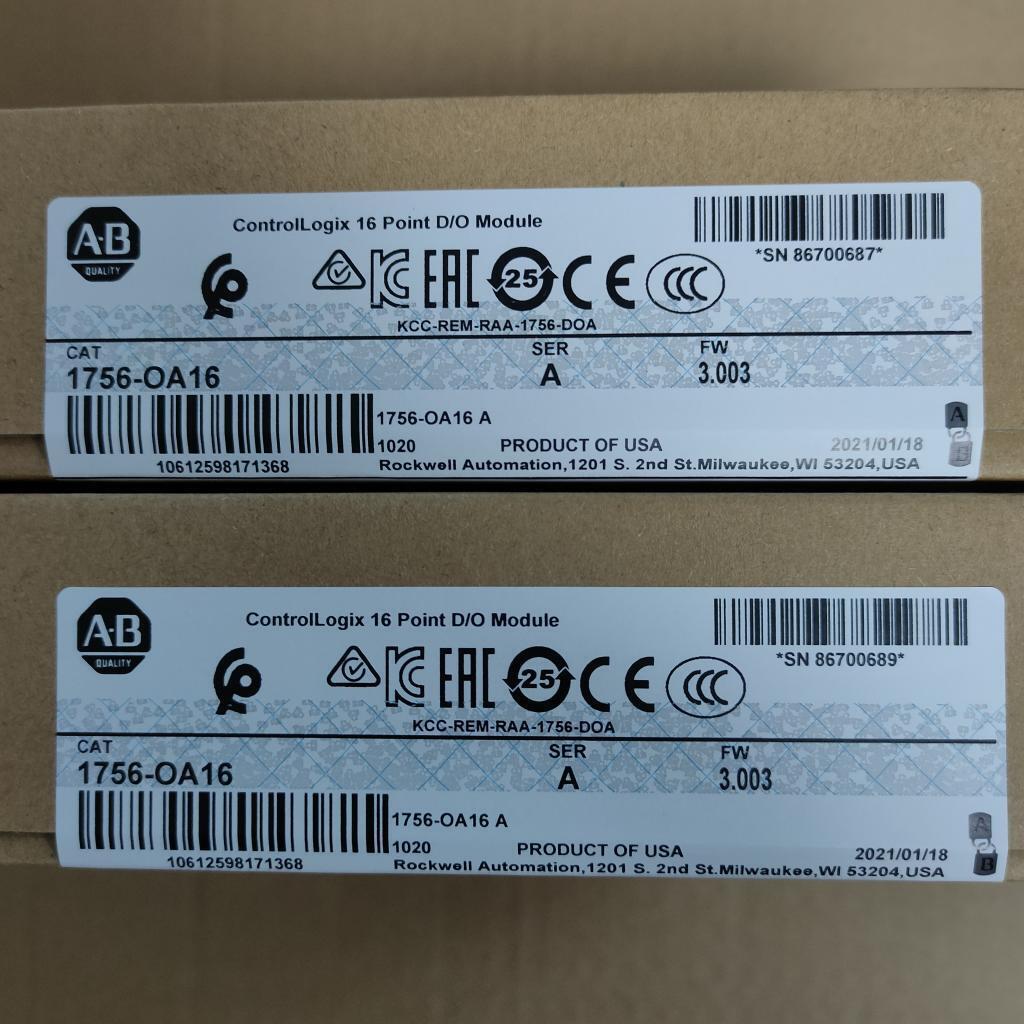 A·B
QUALITY
ControlLogix 16 Point D/O Module
*SN 86700687*
25
KCC-REM-RAA-1756-DOA
CAT
SER
FW
1756-OA16
A
3.003
1756-OA16 A
1020
PRODUCT OF USA
2021/01/18
10612598171368
Rockwell Automation,1201 S. 2nd St.Milwaukee,WI 53204,USA
A
B
A·B
QUALITY
ControlLogix 16 Point D/O Module
*SN 86700689*
25
KCC-REM-RAA-1756-DOA
CAT
SER
FW
1756-OA16
A
3.003
1756-OA16 A
1020
PRODUCT OF USA
2021/01/18
10612598171368
Rockwell Automation,1201 S. 2nd St.Milwaukee,WI 53204,USA
A
B